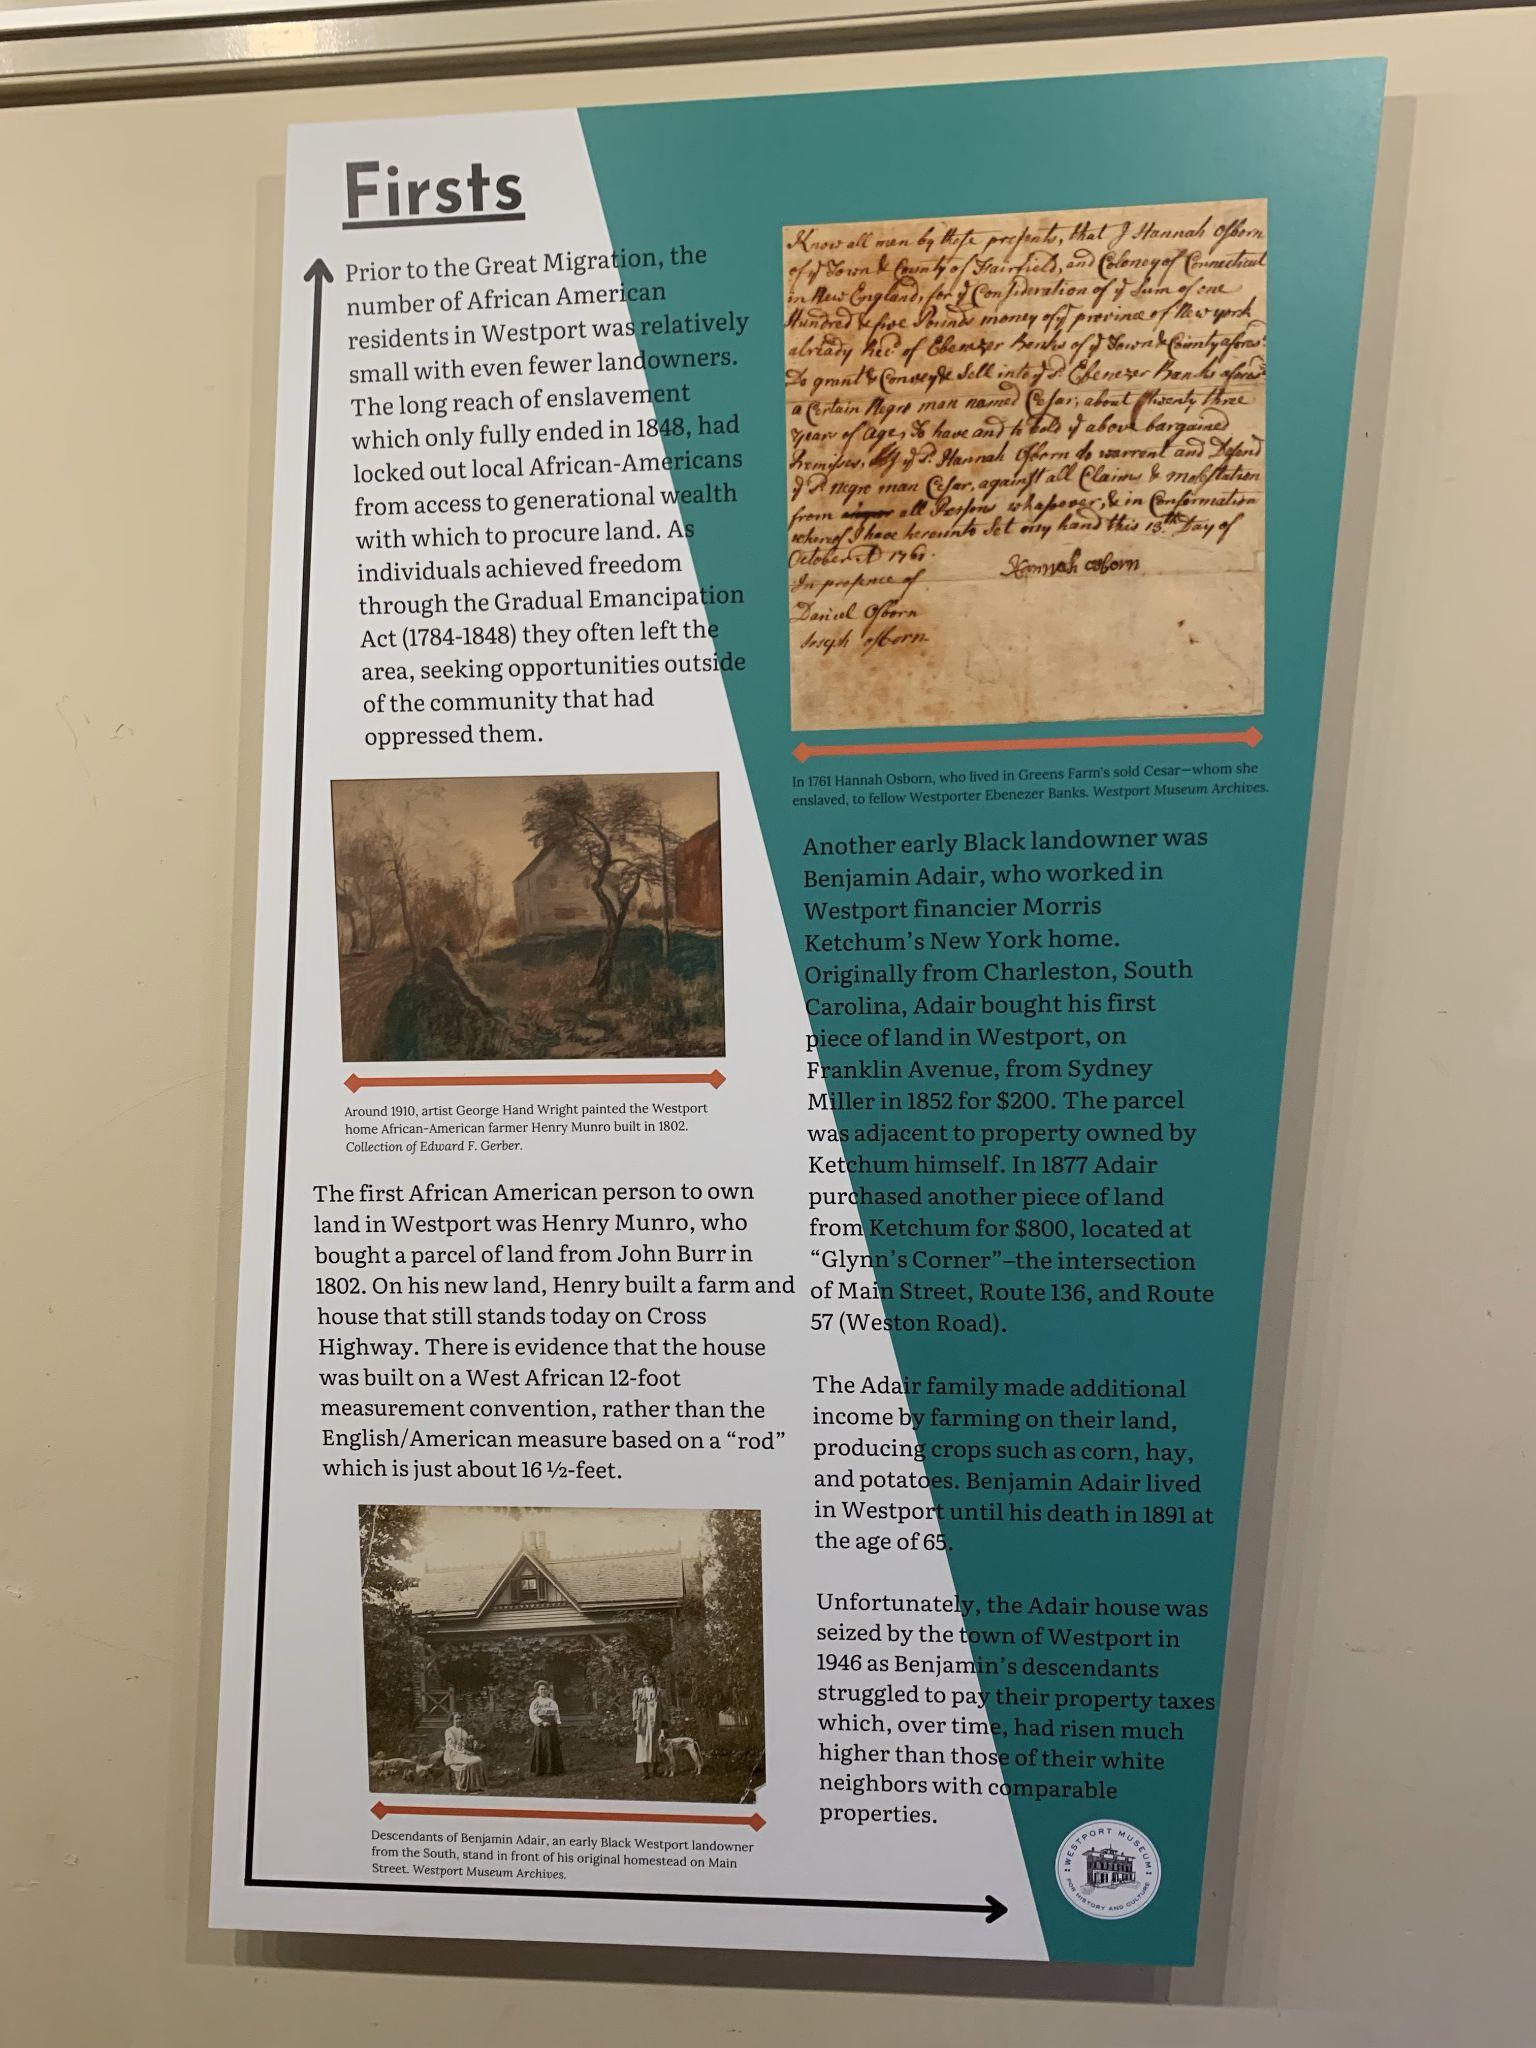 Firsts
Prior to the Great Migration, the
number of African American
residents in Westport was relatively
small with even fewer landowners.
The long reach of enslavement
which only fully ended in 1848, had
locked out local African-Americans
from access to generational wealth
with which to procure land. As
individuals achieved freedom
through the Gradual Emancipation
Act (1784-1848) they often left the
area, seeking opportunities outside
of the community that had
oppressed them.
Around 1910, artist George Hand Wright painted the Westport
home African-American farmer Henry Munro built in 1802.
Collection of Edward F. Gerber.
The first African American person to own
land in Westport was Henry Munro, who
bought a parcel of land from John Burr in
1802. On his new land, Henry built a farm and
house that still stands today on Cross
Highway. There is evidence that the house
was built on a West African 12-foot
measurement convention, rather than the
English/American measure based on a “rod”
which is just about 16 ½-feet.
Descendants of Benjamin Adair, an early Black Westport landowner
from the South, stand in front of his original homestead on Main
Street. Westport Museum Archives.
Know all men by these presents, that I Hannah Osborn
of ye Town & County of Fairfield, and Coloney of Connecticut
in New England, for ye Consideration of ye Sum of one
Hundred & five Pounds money of ye province of New york
already Recd of Ebenezer Banks of ye Town & County afores
Do grant & Convey & Sell unto ye sd Ebenezer Banks afores
a Certain Negro man named Cesar, about Twenty three
years of Age, To have and to hold ye above bargained
Premises, ye sd Hannah Osborn do warrent and Defend
ye sd Negro man Cesar, against all Claims & molestation
from all Persons whasoever, & in Conformation
whereof I have hereunto Set my hand this 13th Day of
October AD 1761.
In presence of
Hannah osborn
Daniel Osborn
Joseph osborn
In 1761 Hannah Osborn, who lived in Greens Farm's sold Cesar—whom she
enslaved, to fellow Westporter Ebenezer Banks. Westport Museum Archives.
Another early Black landowner was
Benjamin Adair, who worked in
Westport financier Morris
Ketchum’s New York home.
Originally from Charleston, South
Carolina, Adair bought his first
piece of land in Westport, on
Franklin Avenue, from Sydney
Miller in 1852 for $200. The parcel
was adjacent to property owned by
Ketchum himself. In 1877 Adair
purchased another piece of land
from Ketchum for $800, located at
“Glynn’s Corner”–the intersection
of Main Street, Route 136, and Route
57 (Weston Road).
The Adair family made additional
income by farming on their land,
producing crops such as corn, hay,
and potatoes. Benjamin Adair lived
in Westport until his death in 1891 at
the age of 65.
Unfortunately, the Adair house was
seized by the town of Westport in
1946 as Benjamin’s descendants
struggled to pay their property taxes
which, over time, had risen much
higher than those of their white
neighbors with comparable
properties.
WESTPORT MUSEUM
FOR HISTORY AND CULTURE